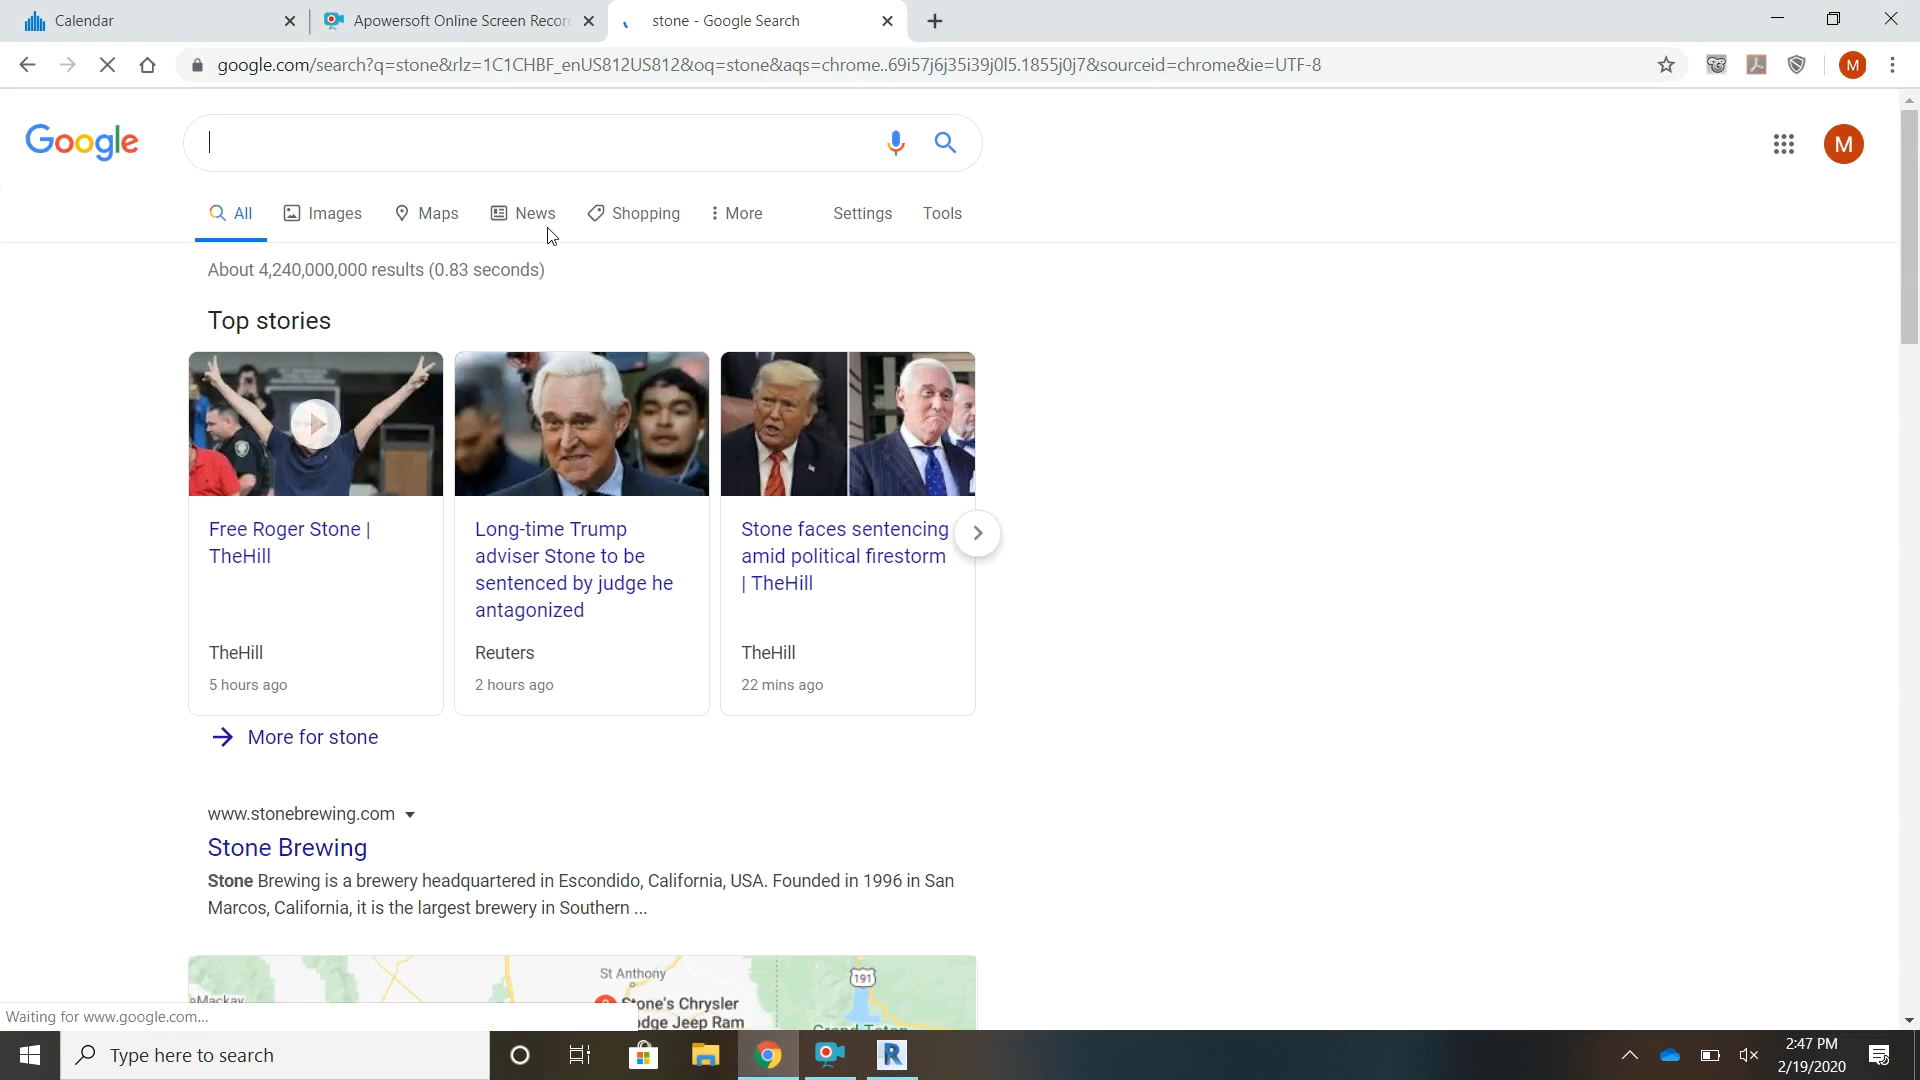 Calendar
Apowersoft Online Screen Recor
stone - Google Search
google.com/search?q=stone&rlz=1C1CHBF_enUS812US812&oq=stone&aqs=chrome..69i57j6j35i39j0l5.1855j0j7&sourceid=chrome&ie=UTF-8
M
Google
M
All
Images
Maps
News
Shopping
More
Settings
Tools
About 4,240,000,000 results (0.83 seconds)
Top stories
Free Roger Stone |
TheHill
TheHill
5 hours ago
Long-time Trump
adviser Stone to be
sentenced by judge he
antagonized
Reuters
2 hours ago
Stone faces sentencing
amid political firestorm
| TheHill
TheHill
22 mins ago
More for stone
www.stonebrewing.com
Stone Brewing
Stone Brewing is a brewery headquartered in Escondido, California, USA. Founded in 1996 in San
Marcos, California, it is the largest brewery in Southern ...
St Anthony
191
Mackay
Stone's Chrysler
odge Jeep Ram
Grand Teton
Waiting for www.google.com...
Type here to search
R
2:47 PM
2/19/2020